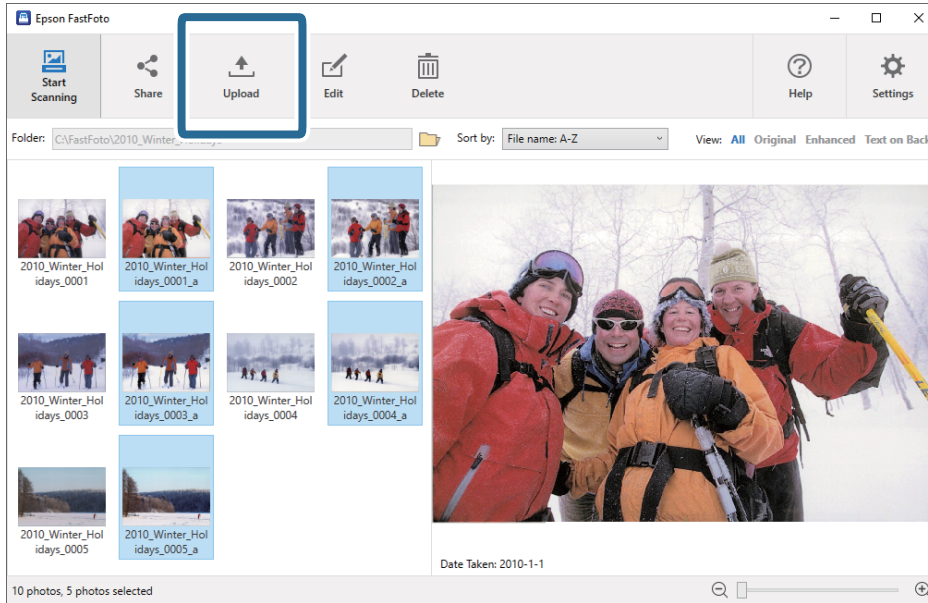 Epson FastFoto
Start
Scanning
Share
Upload
Edit
Delete
Help
Settings
Folder: C:\FastFoto\2010_Winter_Holidays
Sort by: File name: A-Z
View: All Original Enhanced Text on Back
2010_Winter_Hol
idays_0001
2010_Winter_Hol
idays_0001_a
2010_Winter_Hol
idays_0002
2010_Winter_Hol
idays_0002_a
2010_Winter_Hol
idays_0003
2010_Winter_Hol
idays_0003_a
2010_Winter_Hol
idays_0004
2010_Winter_Hol
idays_0004_a
2010_Winter_Hol
idays_0005
2010_Winter_Hol
idays_0005_a
Date Taken: 2010-1-1
10 photos, 5 photos selected